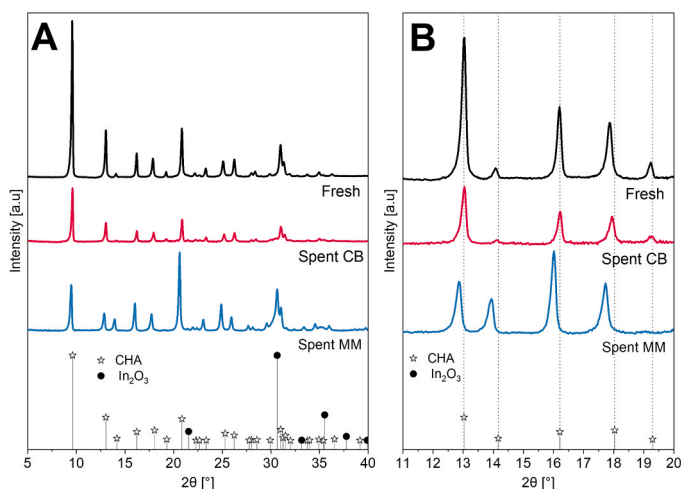 A
Intensity [a.u]
Fresh
Spent CB
Spent MM
☆ CHA
● In₂O₃
5 10 15 20 25 30 35 40
2θ [°]
B
Intensity [a.u]
Fresh
Spent CB
Spent MM
☆ CHA
● In₂O₃
11 12 13 14 15 16 17 18 19 20
2θ [°]